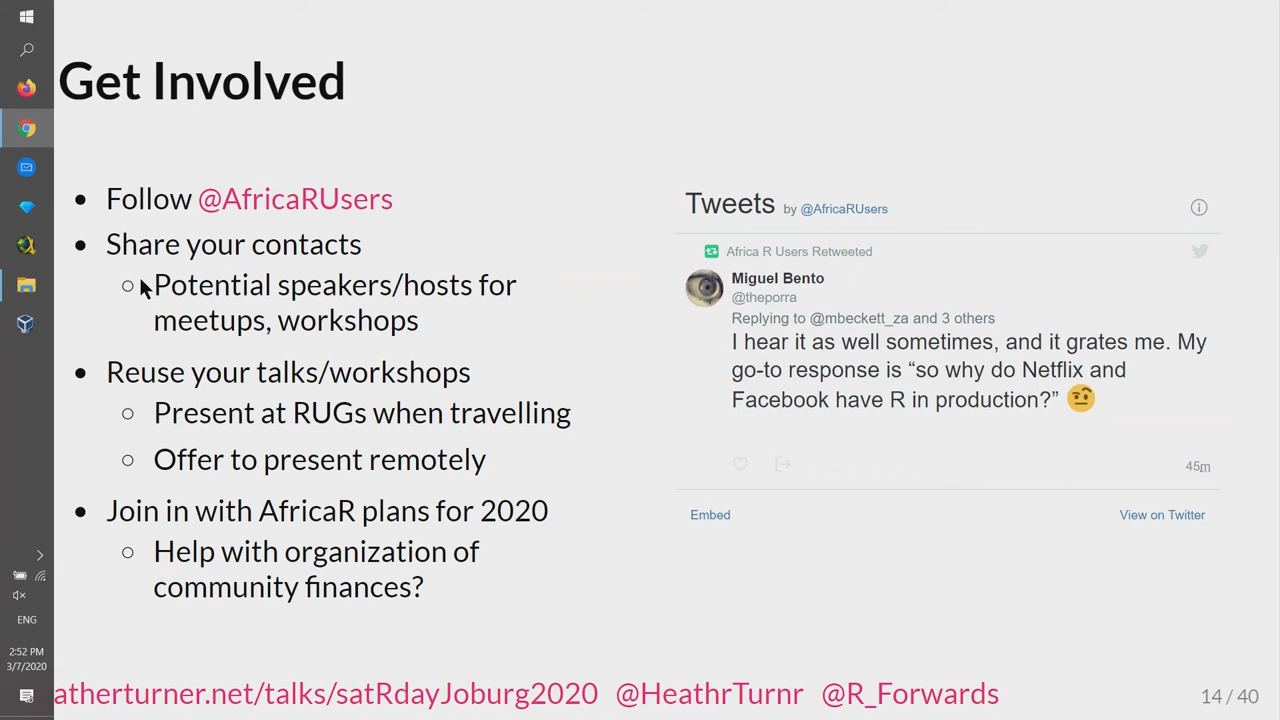 Get Involved
Follow @AfricaRUsers
Share your contacts
Potential speakers/hosts for
meetups, workshops
Reuse your talks/workshops
Present at RUGs when travelling
Offer to present remotely
Join in with AfricaR plans for 2020
Help with organization of
community finances?
Tweets by @AfricaRUsers
Africa R Users Retweeted
Miguel Bento
@theporra
Replying to @mbeckett_za and 3 others
I hear it as well sometimes, and it grates me. My
go-to response is “so why do Netflix and
Facebook have R in production?”
45m
Embed
View on Twitter
ENG
2:52 PM
3/7/2020
atherturner.net/talks/satRdayJoburg2020 @HeathrTurnr @R_Forwards
14 / 40